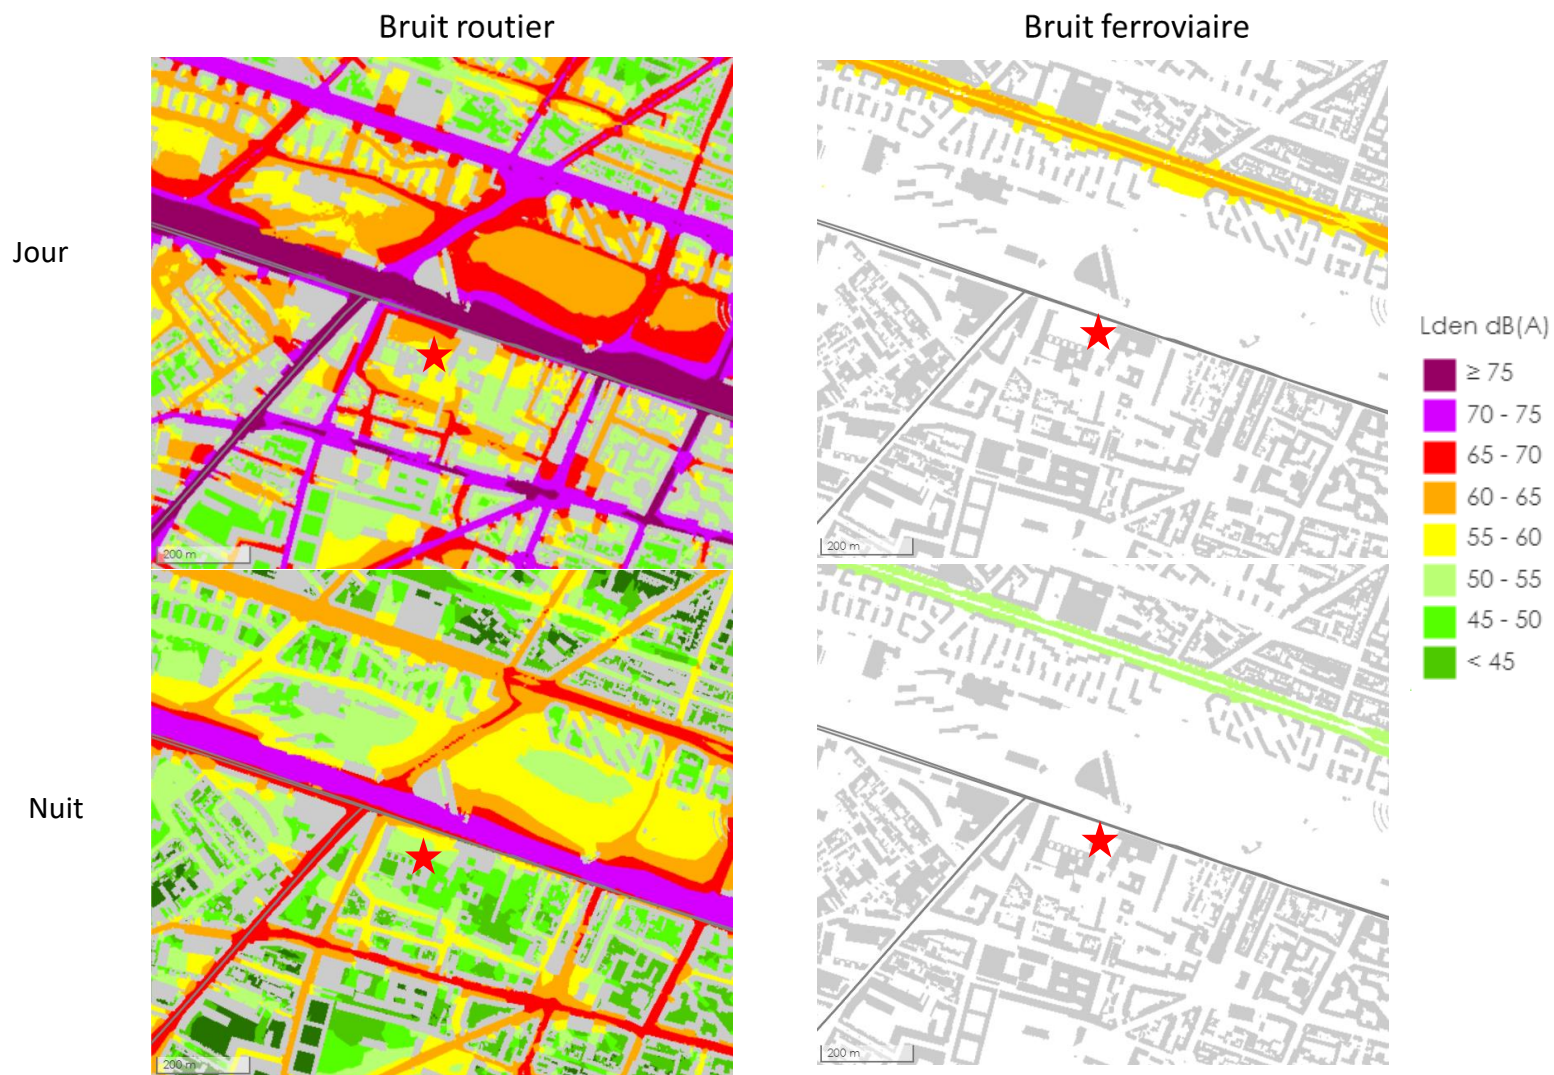 Bruit routier
Bruit ferroviaire
Jour
200 m
200 m
Lden dB(A)
≥ 75
70 - 75
65 - 70
60 - 65
55 - 60
50 - 55
45 - 50
< 45
Nuit
200 m
200 m